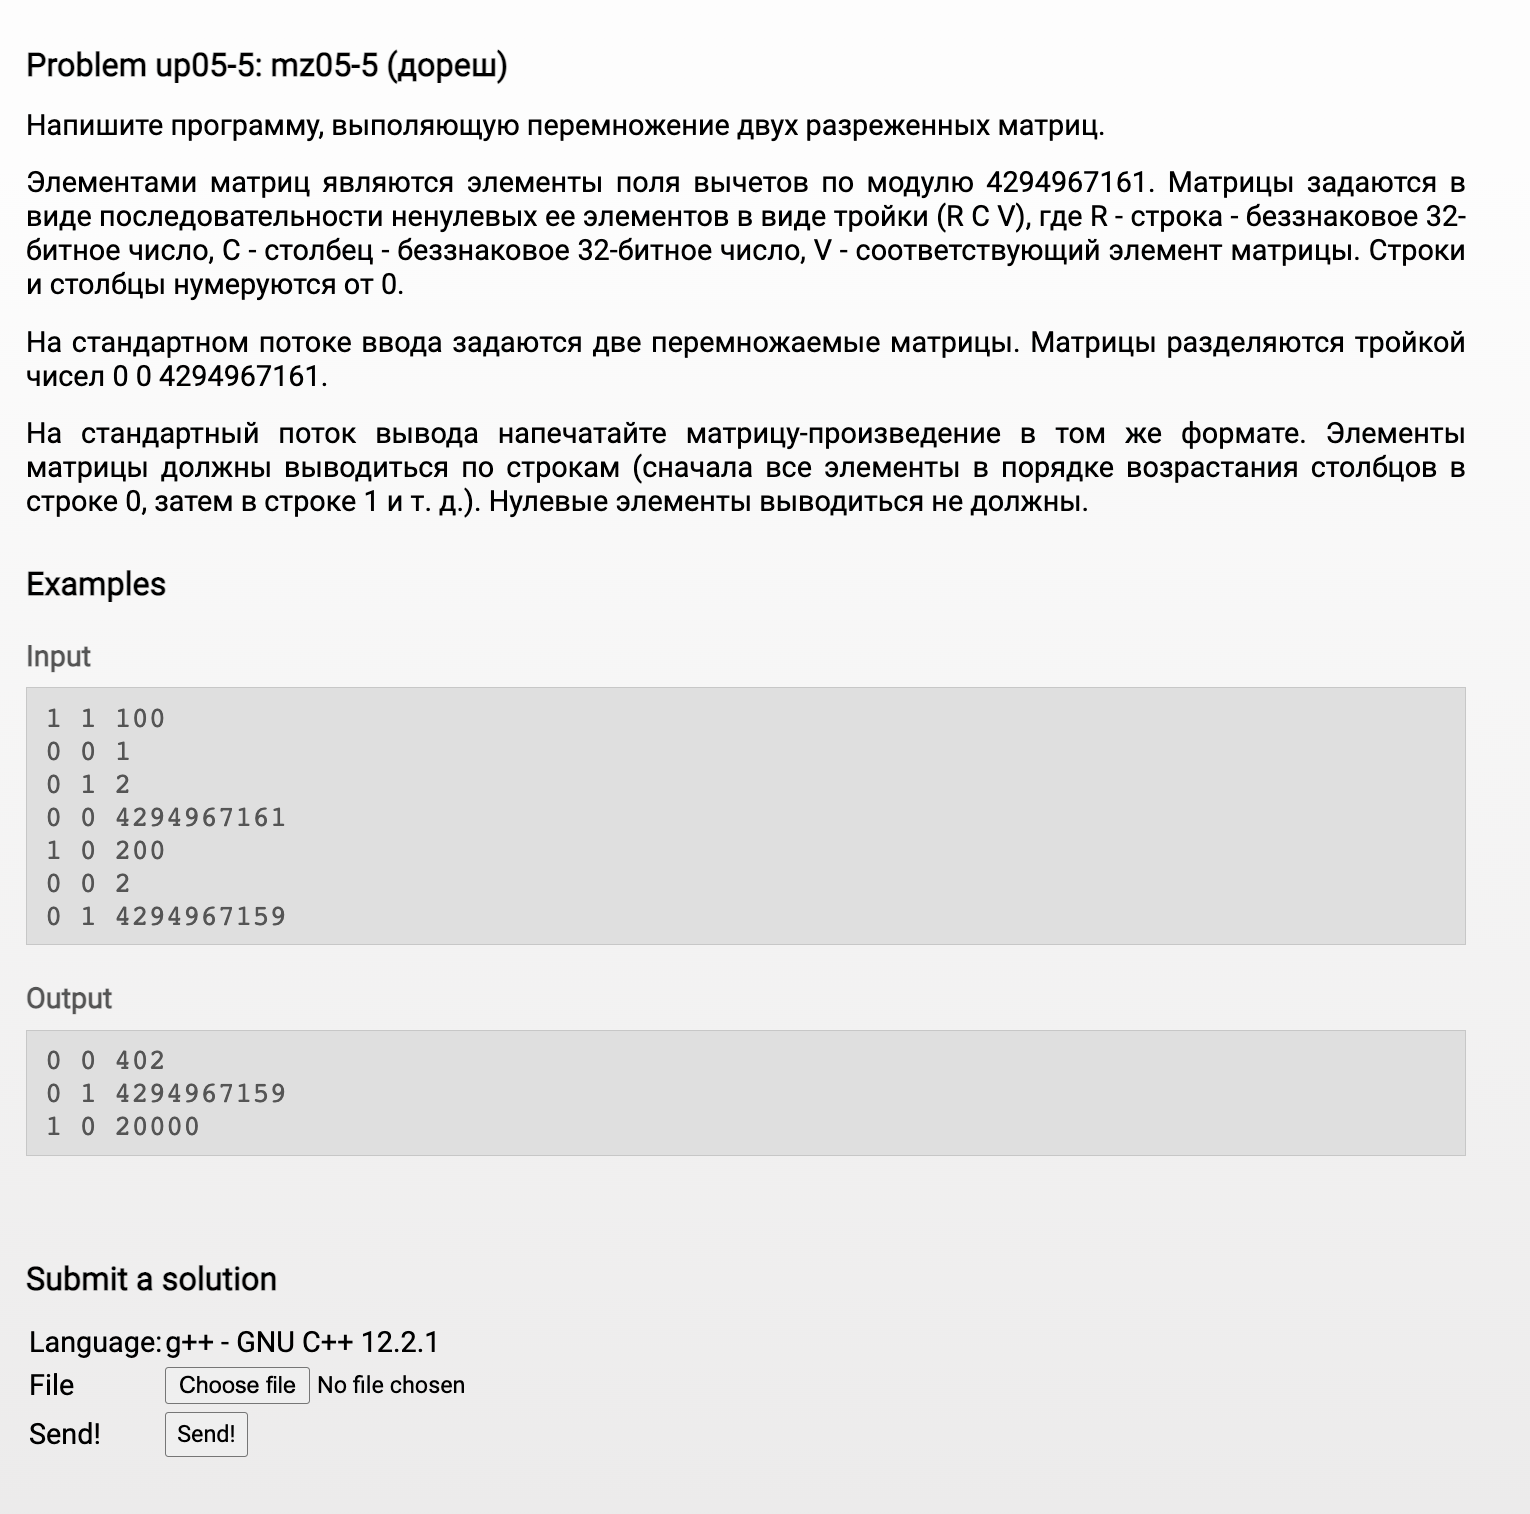 Problem up05-5: mz05-5 (дореш)
Напишите программу, выполяющую перемножение двух разреженных матриц.
Элементами матриц являются элементы поля вычетов по модулю 4294967161. Матрицы задаются в
виде последовательности ненулевых ее элементов в виде тройки (R C V), где R - строка - беззнаковое 32-
битное число, C - столбец - беззнаковое 32-битное число, V - соответствующий элемент матрицы. Строки
и столбцы нумеруются от 0.
На стандартном потоке ввода задаются две перемножаемые матрицы. Матрицы разделяются тройкой
чисел 0 0 4294967161.
На стандартный поток вывода напечатайте матрицу-произведение в том же формате. Элементы
матрицы должны выводиться по строкам (сначала все элементы в порядке возрастания столбцов в
строке 0, затем в строке 1 и т. д.). Нулевые элементы выводиться не должны.
Examples
Input
1 1 100
0 0 1
0 1 2
0 0 4294967161
1 0 200
0 0 2
0 1 4294967159
Output
0 0 402
0 1 4294967159
1 0 20000
Submit a solution
Language: g++ - GNU C++ 12.2.1
File Choose file No file chosen
Send! Send!